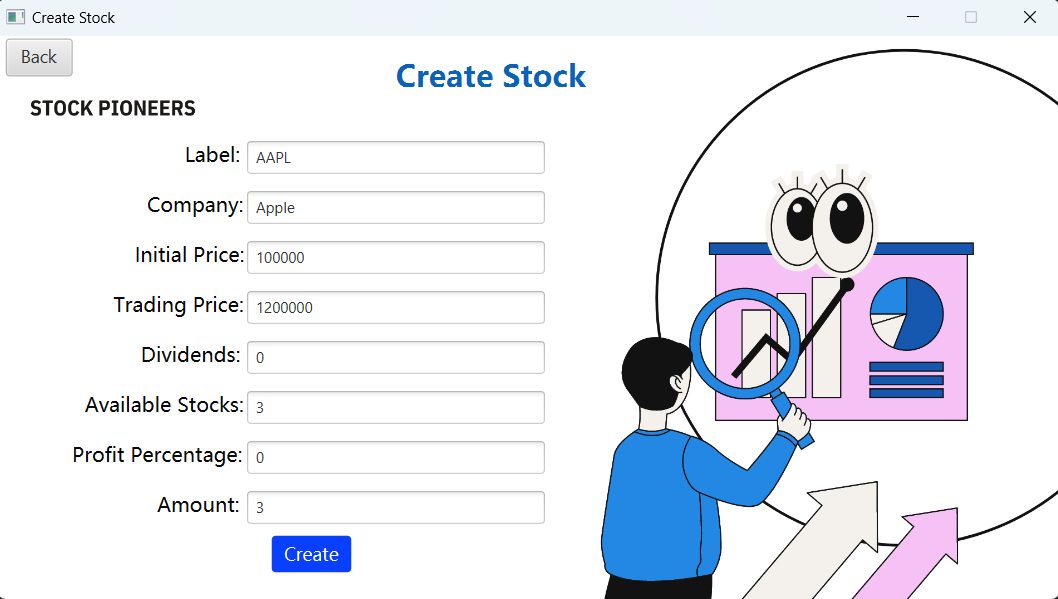 Create Stock
Back
Create Stock
STOCK PIONEERS
Label: AAPL
Company: Apple
Initial Price: 100000
Trading Price: 1200000
Dividends: 0
Available Stocks: 3
Profit Percentage: 0
Amount: 3
Create